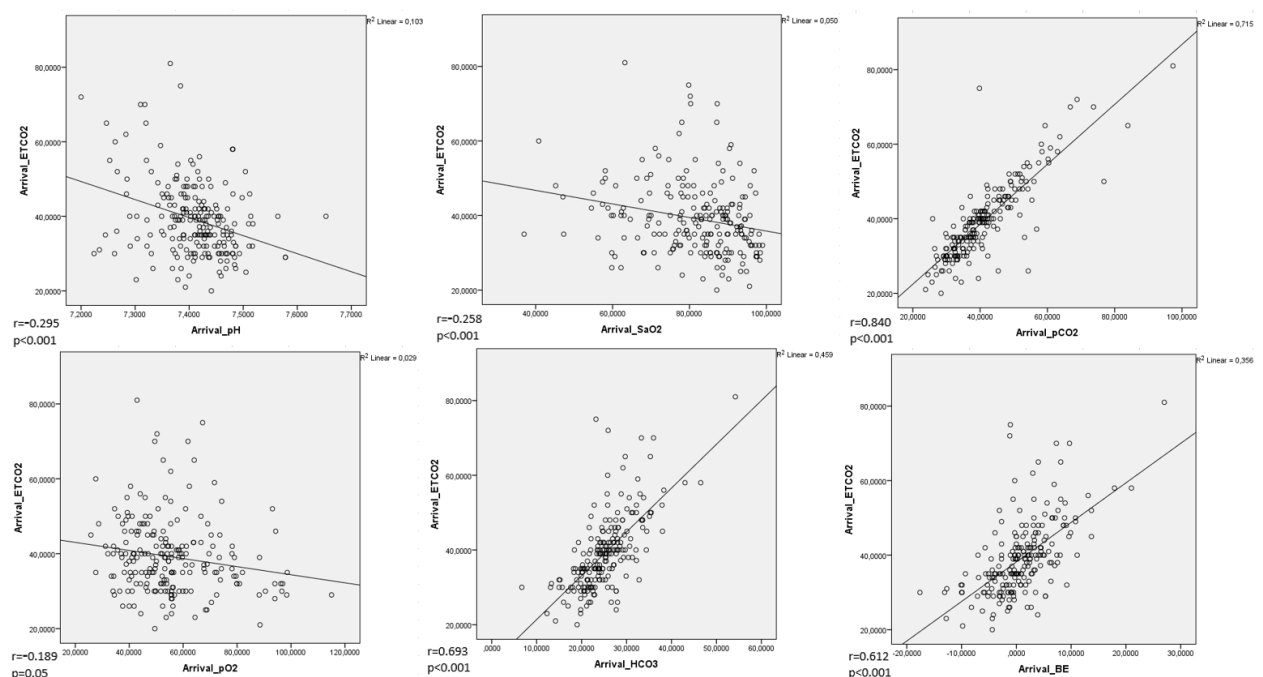 R² Linear = 0,103
Arrival_ETCO2
80,0000
60,0000
40,0000
20,0000
7,2000 7,3000 7,4000 7,5000 7,6000 7,7000
Arrival_pH
r=-0.295
p<0.001
R² Linear = 0,050
Arrival_ETCO2
80,0000
60,0000
40,0000
20,0000
40,0000 60,0000 80,0000 100,0000
Arrival_SaO2
r=-0.258
p<0.001
R² Linear = 0,715
Arrival_ETCO2
80,0000
60,0000
40,0000
20,0000
20,0000 40,0000 60,0000 80,0000 100,0000
Arrival_pCO2
r=0.840
p<0.001
R² Linear = 0,029
Arrival_ETCO2
80,0000
60,0000
40,0000
20,0000
20,0000 40,0000 60,0000 80,0000 100,0000 120,0000
Arrival_pO2
r=-0.189
p=0.05
R² Linear = 0,459
Arrival_ETCO2
80,0000
60,0000
40,0000
20,0000
,0000 10,0000 20,0000 30,0000 40,0000 50,0000 60,0000
Arrival_HCO3
r=0.693
p<0.001
R² Linear = 0,356
Arrival_ETCO2
80,0000
60,0000
40,0000
20,0000
-20,0000 -10,0000 ,0000 10,0000 20,0000 30,0000
Arrival_BE
r=0.612
p<0.001